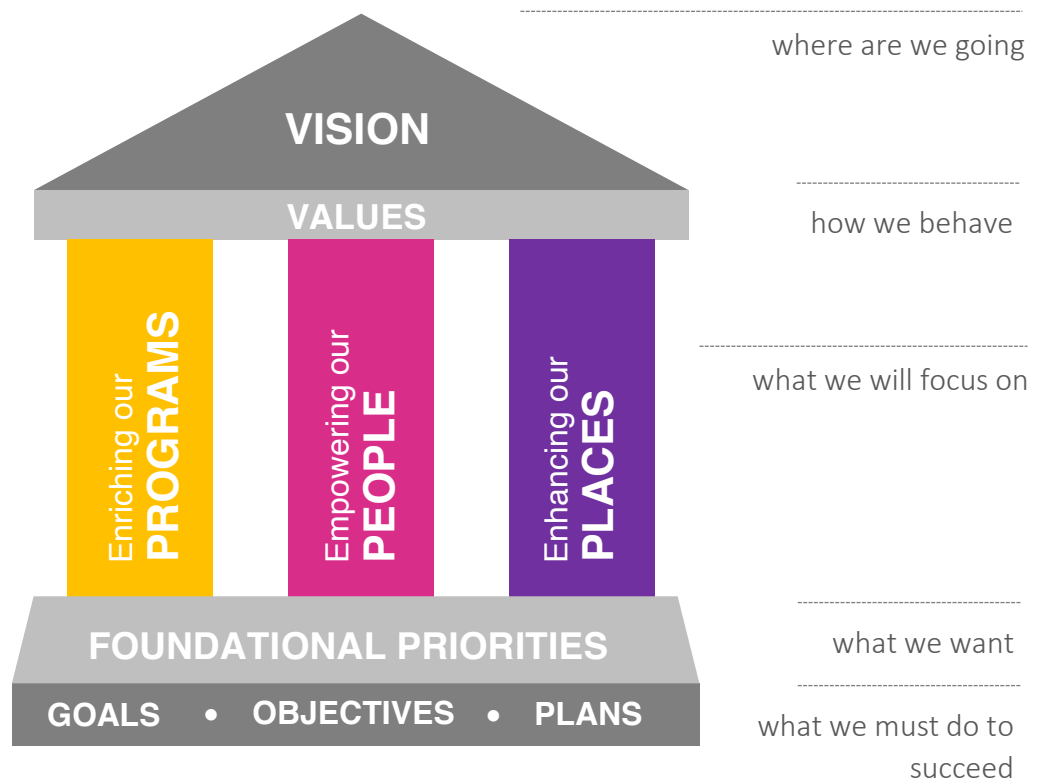 where are we going
VISION
VALUES
how we behave
Enriching our
PROGRAMS
Empowering our
PEOPLE
Enhancing our
PLACES
what we will focus on
FOUNDATIONAL PRIORITIES
what we want
GOALS • OBJECTIVES • PLANS
what we must do to
succeed